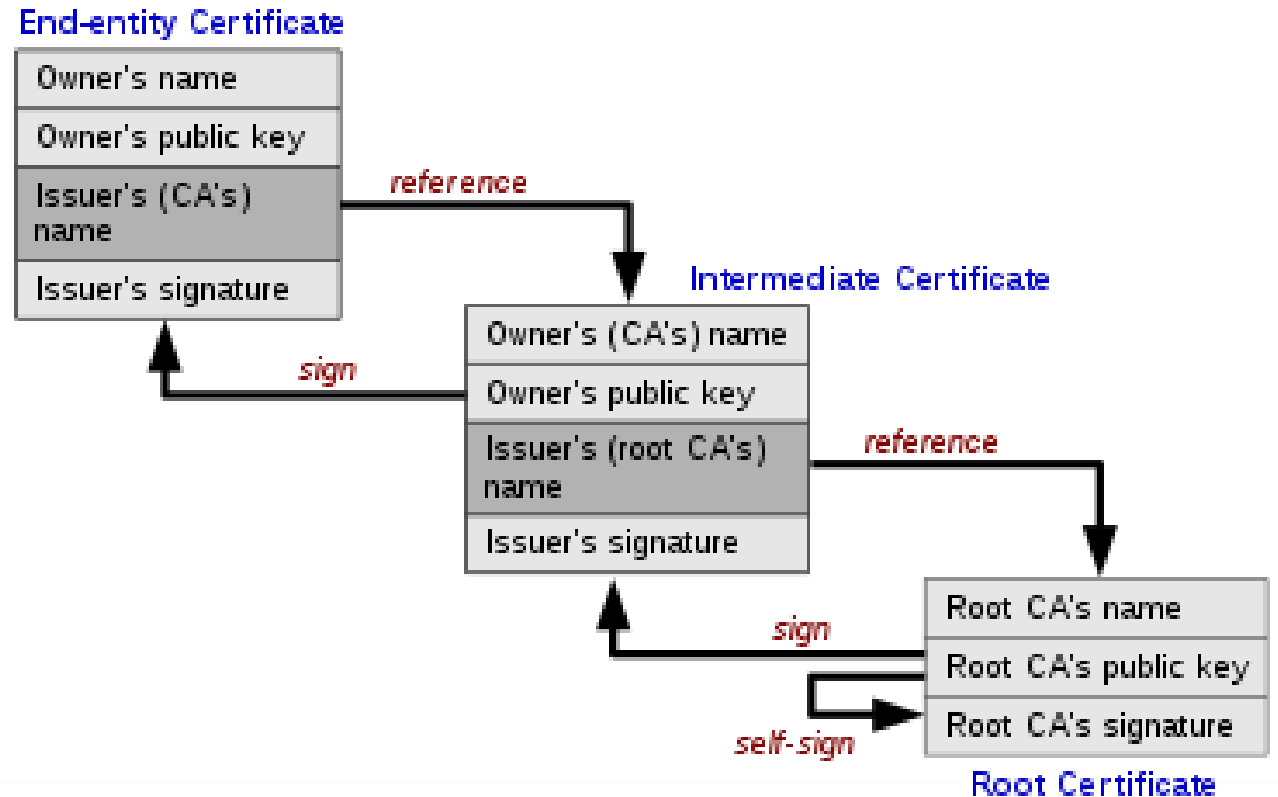 End-entity Certificate
Owner's name
Owner's public key
Issuer's (CA's)
name
Issuer's signature
reference
sign
Intermediate Certificate
Owner's (CA's) name
Owner's public key
Issuer's (root CA's)
name
Issuer's signature
reference
sign
self-sign
Root CA's name
Root CA's public key
Root CA's signature
Root Certificate